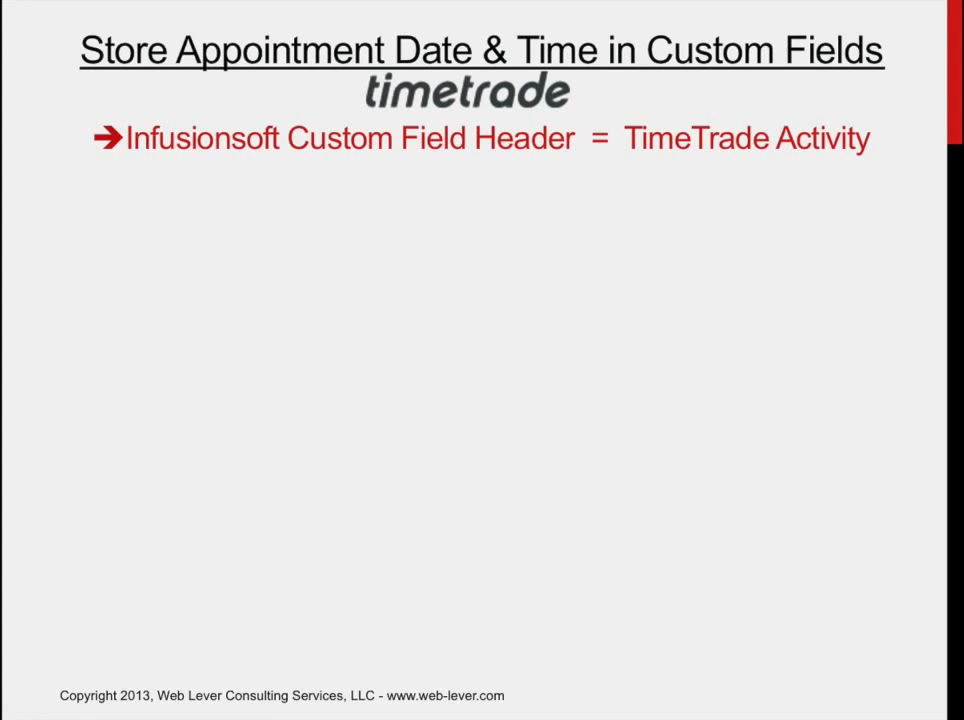 Store Appointment Date & Time in Custom Fields
timetrade
➔Infusionsoft Custom Field Header = TimeTrade Activity
Copyright 2013, Web Lever Consulting Services, LLC - www.web-lever.com